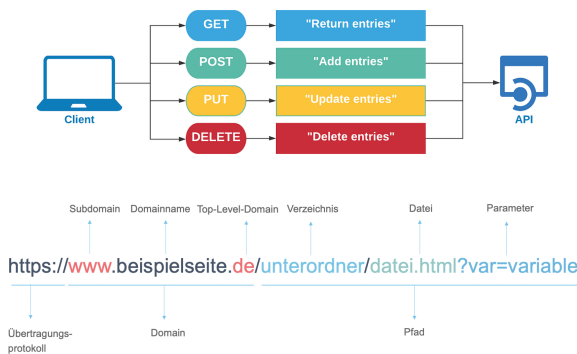 GET
"Return entries"
POST
"Add entries"
Client
PUT
"Update entries"
API
DELETE
"Delete entries"
Subdomain
Domainname
Top-Level-Domain
Verzeichnis
Datei
Parameter
https://www.beispielseite.de/unterordner/datei.html?var=variable
Übertragungs-
protokoll
Domain
Pfad